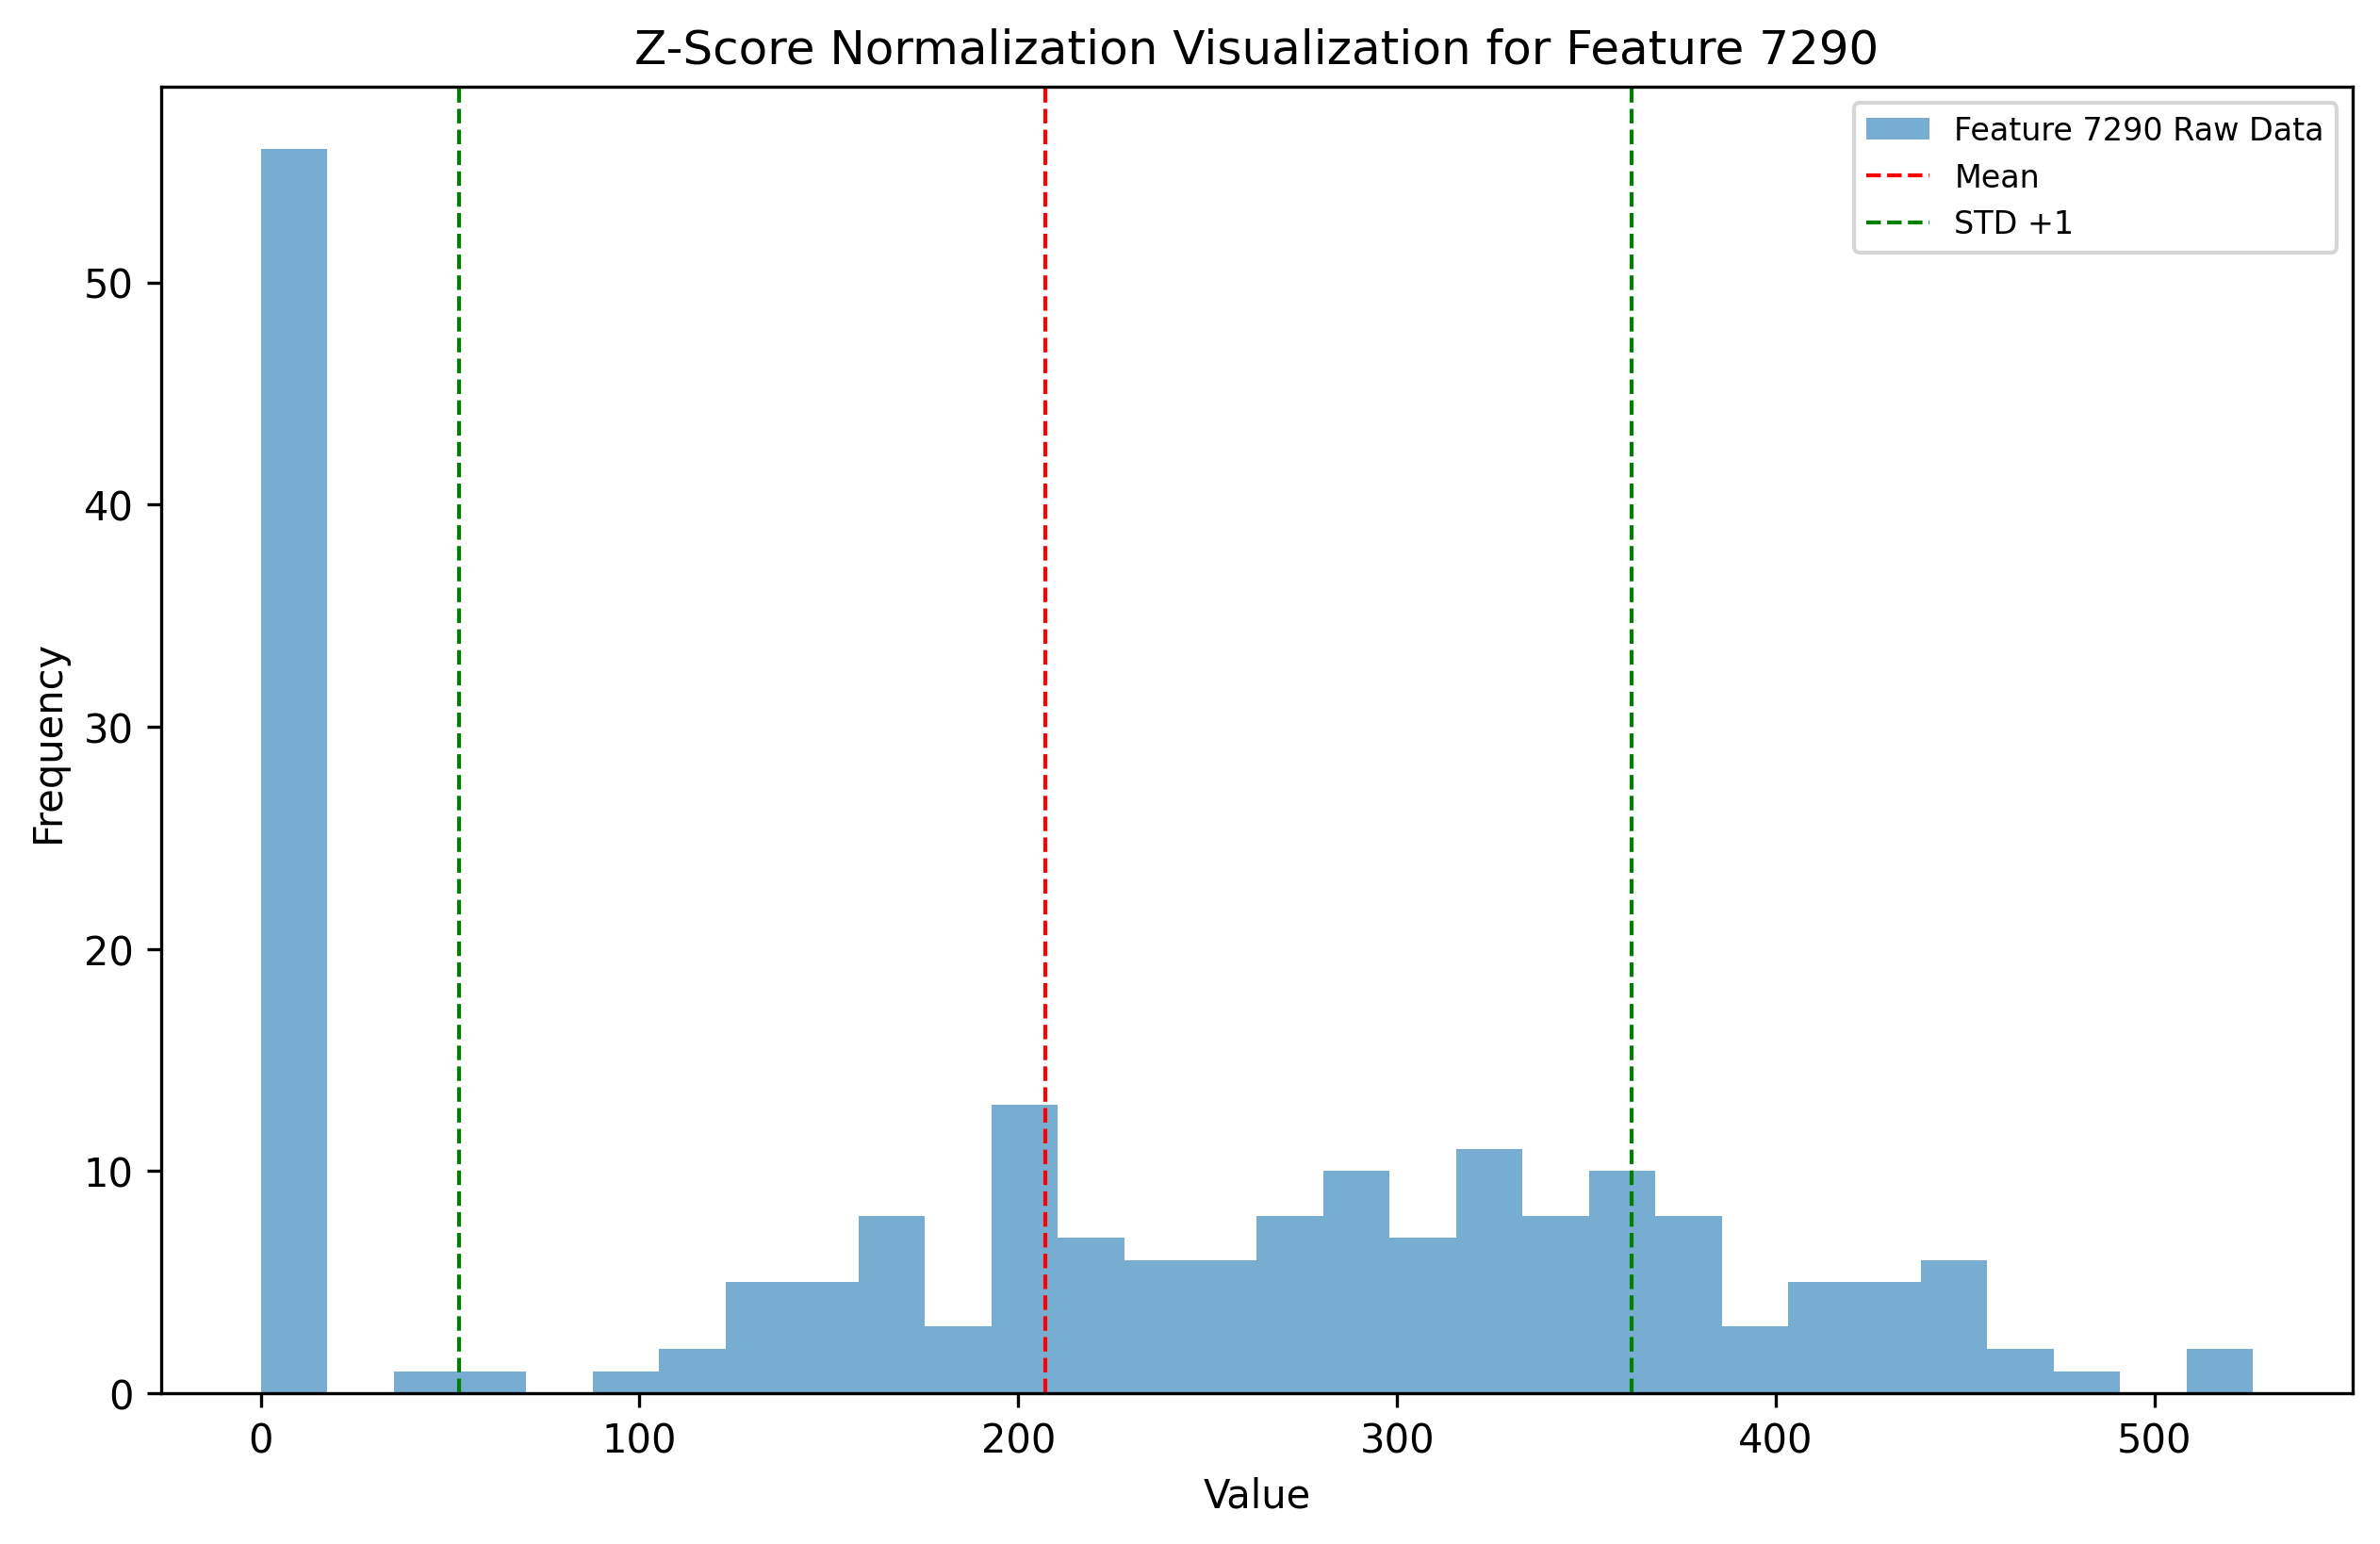 Z-Score Normalization Visualization for Feature 7290
Feature 7290 Raw Data
Mean
STD +1
Frequency
50
40
30
20
10
0
0 100 200 300 400 500
Value